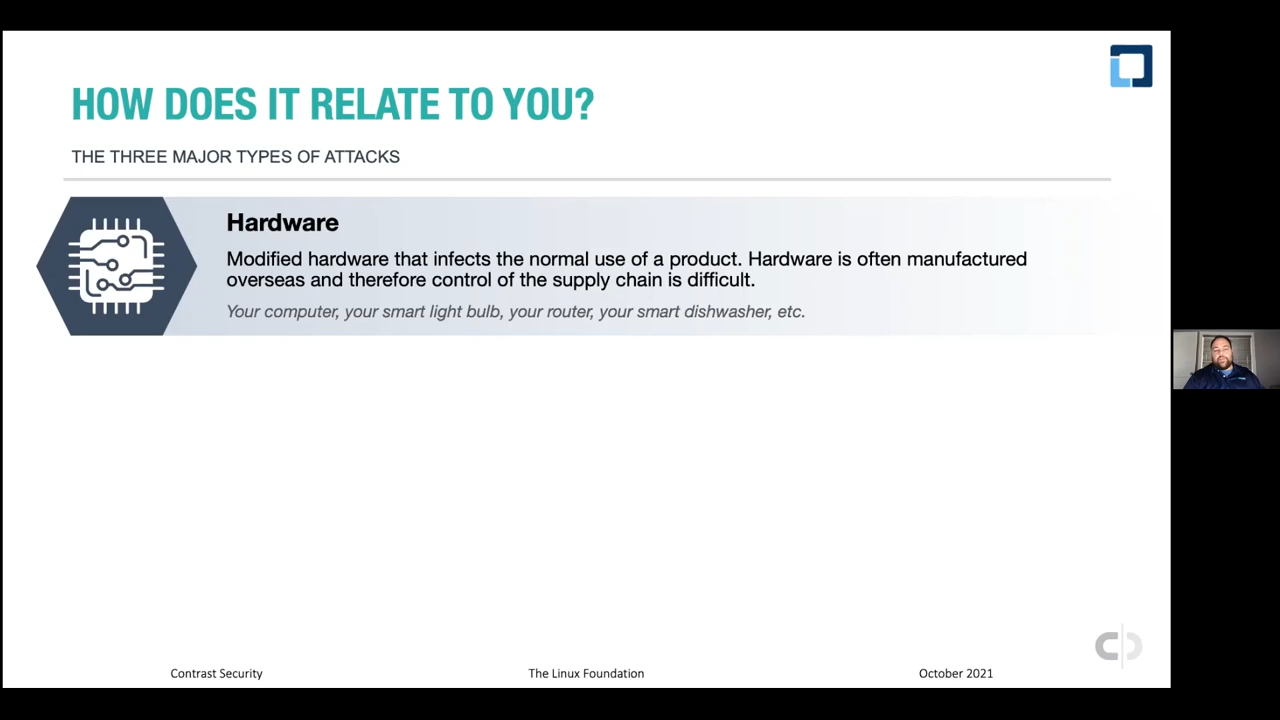 HOW DOES IT RELATE TO YOU?
THE THREE MAJOR TYPES OF ATTACKS
Hardware
Modified hardware that infects the normal use of a product. Hardware is often manufactured
overseas and therefore control of the supply chain is difficult.
Your computer, your smart light bulb, your router, your smart dishwasher, etc.
Contrast Security
The Linux Foundation
October 2021